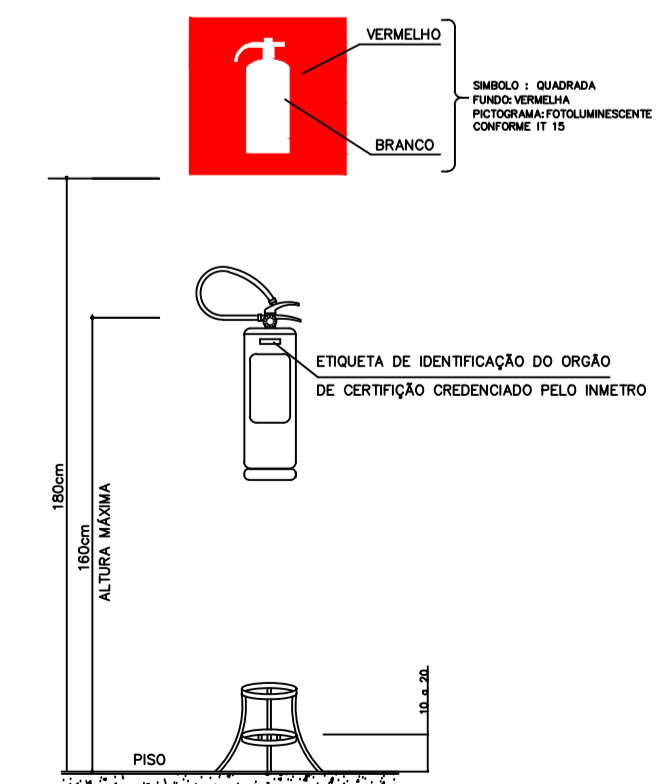 VERMELHO
BRANCO
SIMBOLO : QUADRADA
FUNDO: VERMELHA
PICTOGRAMA: FOTOLUMINESCENTE
CONFORME IT 15
ETIQUETA DE IDENTIFICAÇÃO DO ORGÃO
DE CERTIFIÇÃO CREDENCIADO PELO INMETRO
180cm
160cm
ALTURA MÁXIMA
10 a 20
PISO